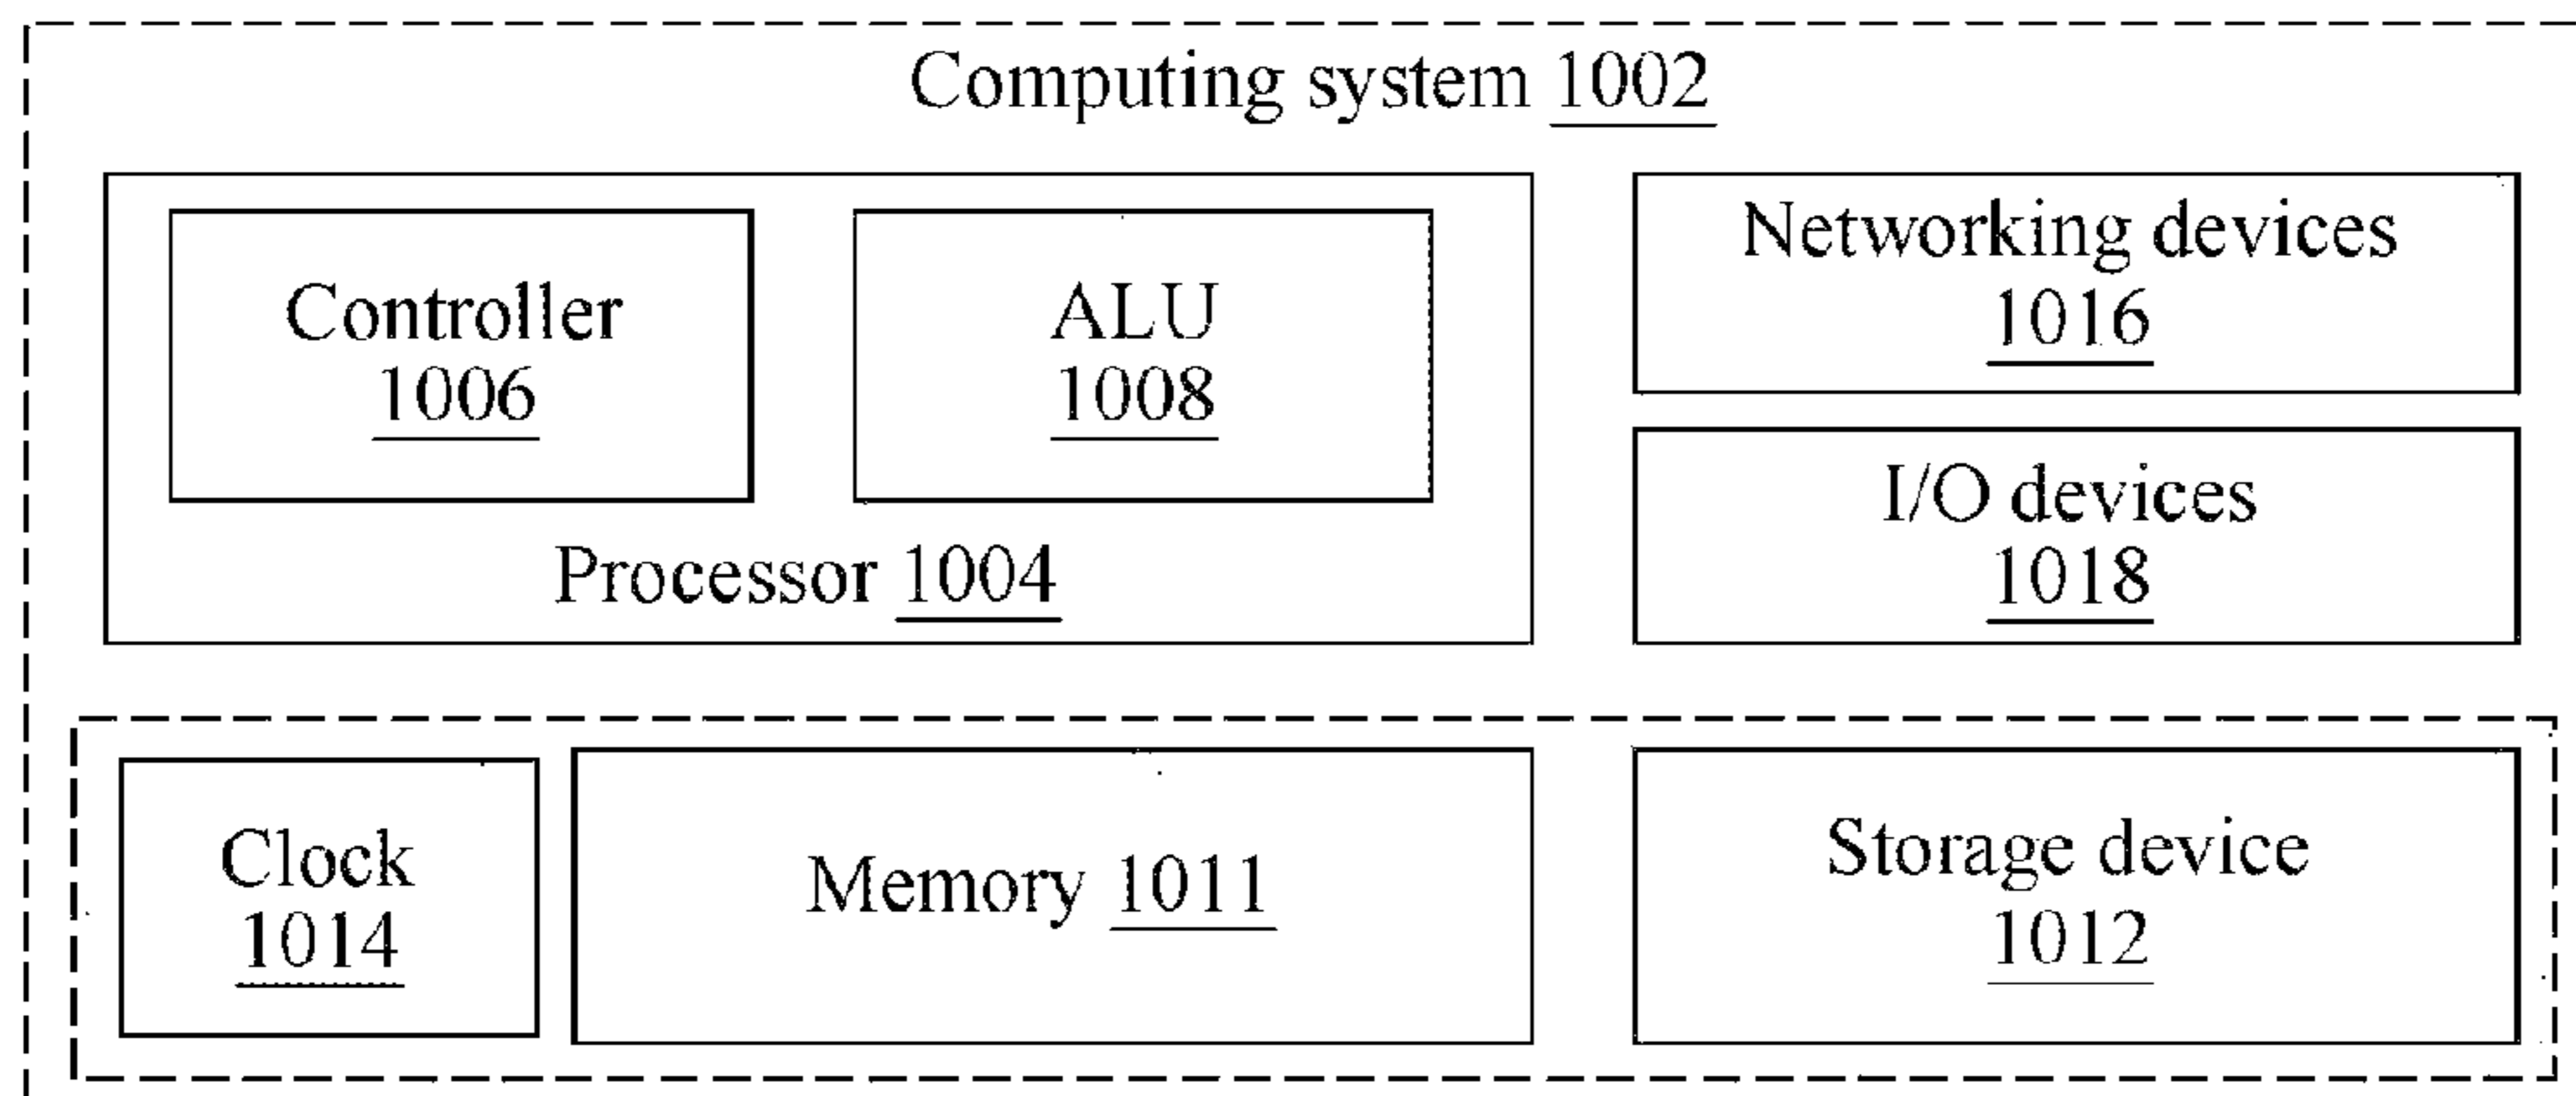 Computing system 1002
Controller
1006
ALU
1008
Processor 1004
Networking devices
1016
I/O devices
1018
Clock
1014
Memory 1011
Storage device
1012